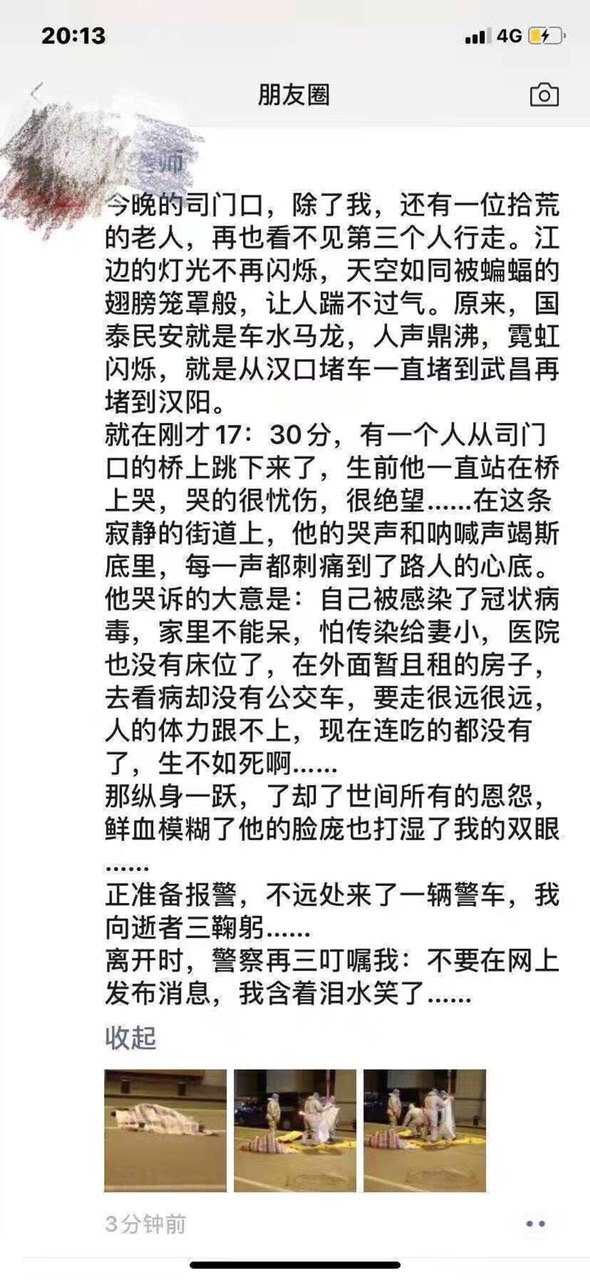 20:13
4G
朋友圈
师
今晚的司门口，除了我，还有一位拾荒
的老人，再也看不见第三个人行走。江
边的灯光不再闪烁，天空如同被蝙蝠的
翅膀笼罩般，让人踹不过气。原来，国
泰民安就是车水马龙，人声鼎沸，霓虹
闪烁，就是从汉口堵车一直堵到武昌再
堵到汉阳。
就在刚才17：30分，有一个人从司门
口的桥上跳下来了，生前他一直站在桥
上哭，哭的很忧伤，很绝望......在这条
寂静的街道上，他的哭声和呐喊声竭斯
底里，每一声都刺痛到了路人的心底。
他哭诉的大意是：自己被感染了冠状病
毒，家里不能呆，怕传染给妻小，医院
也没有床位了，在外面暂且租的房子，
去看病却没有公交车，要走很远很远，
人的体力跟不上，现在连吃的都没有
了，生不如死啊......
那纵身一跃，了却了世间所有的恩怨，
鲜血模糊了他的脸庞也打湿了我的双眼
......
正准备报警，不远处来了一辆警车，我
向逝者三鞠躬......
离开时，警察再三叮嘱我：不要在网上
发布消息，我含着泪水笑了......
收起
3分钟前